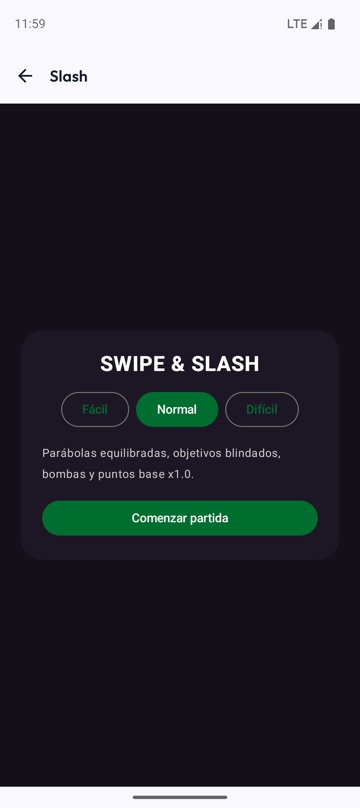 11:59
LTE
Slash
SWIPE & SLASH
Fácil
Normal
Difícil
Parábolas equilibradas, objetivos blindados,
bombas y puntos base x1.0.
Comenzar partida